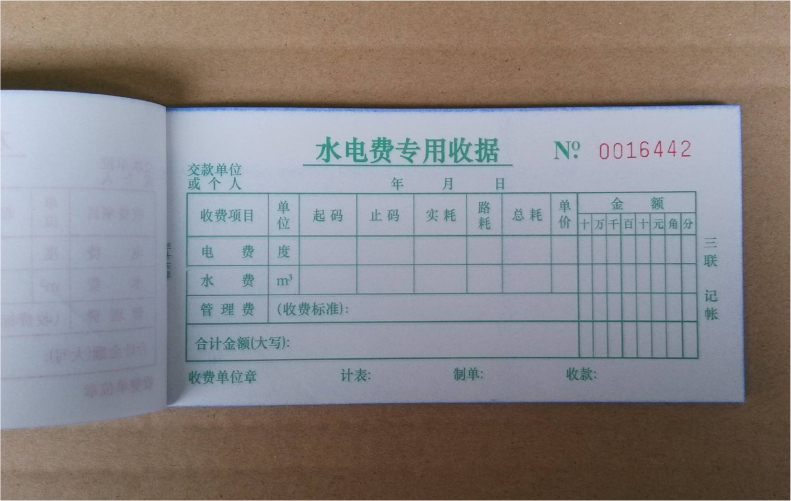 水电费专用收据
Nº 0016442
交款单位
或个人
年 月 日
收费项目 单位 起码 止码 实耗 路耗 总耗 单价 金额
十 万 千 百 十 元 角 分
电费 度
水费 m³
管理费 (收费标准):
合计金额(大写):
收费单位章 计表: 制单: 收款:
三联 记帐